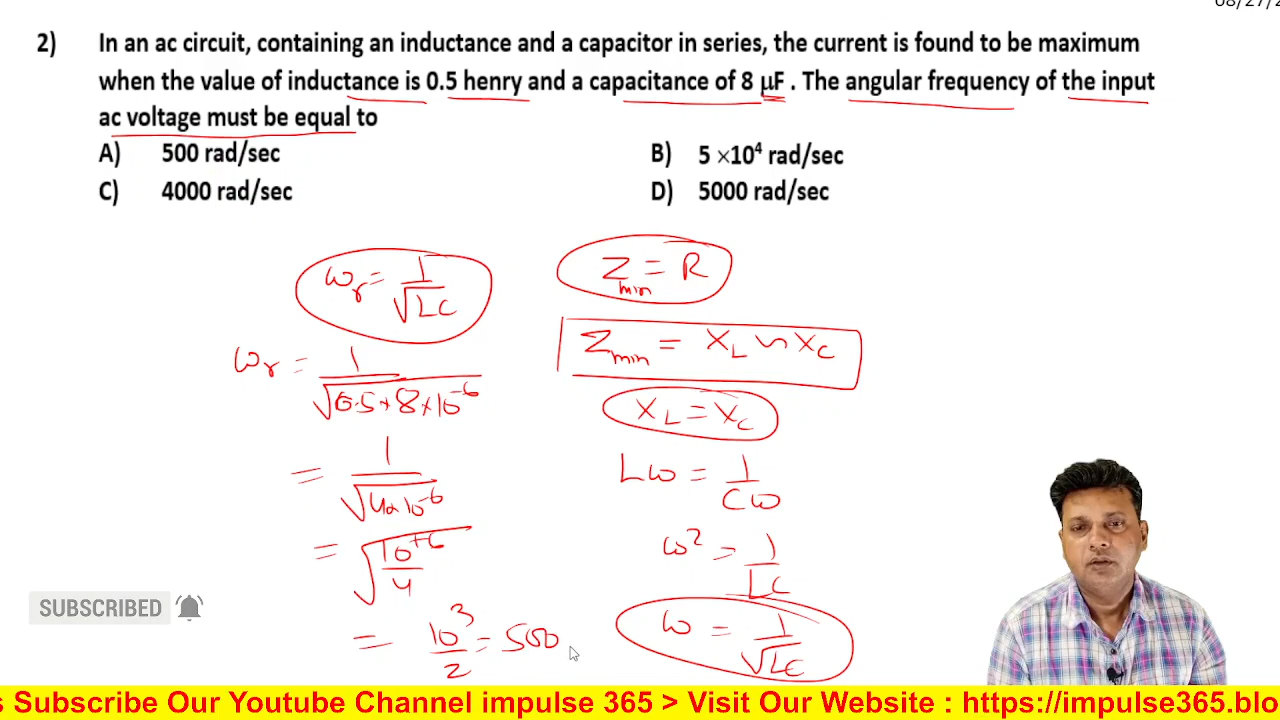 2) In an ac circuit, containing an inductance and a capacitor in series, the current is found to be maximum
when the value of inductance is 0.5 henry and a capacitance of 8 μF . The angular frequency of the input
ac voltage must be equal to
A) 500 rad/sec B) 5 ×10⁴ rad/sec
C) 4000 rad/sec D) 5000 rad/sec
ωr = 1/√LC
ωr = 1/√0.5×8×10⁻⁶
= 1/√4×10⁻⁶
= √10⁺⁶/4
= 10³/2 = 500
Zmin = R
Zmin = XL ~ XC
XL = XC
Lω = 1/Cω
ω² = 1/LC
ω = 1/√LC
SUBSCRIBED
s Subscribe Our Youtube Channel impulse 365 > Visit Our Website : https://impulse365.blo